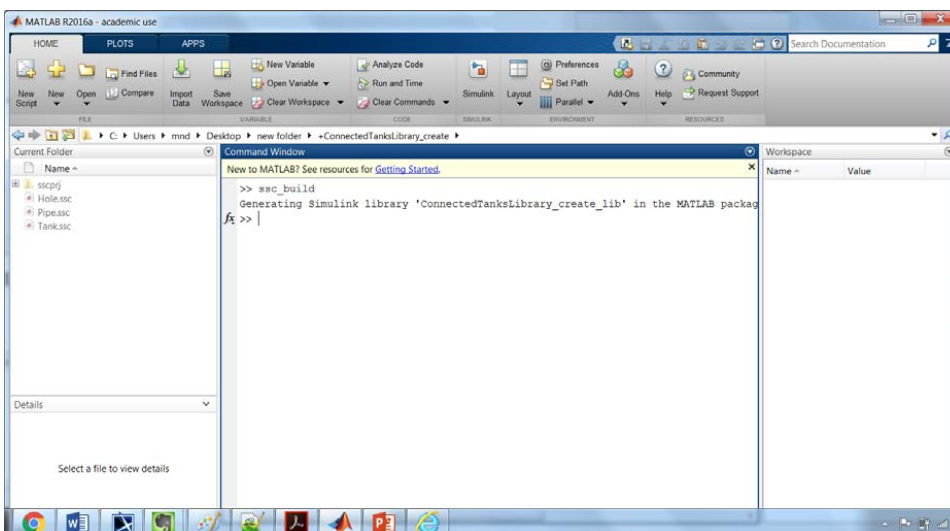 MATLAB R2016a - academic use
HOME PLOTS APPS
Search Documentation
New Script
New
Open
Find Files
Compare
Import Data
Save Workspace
New Variable
Open Variable
Clear Workspace
Analyze Code
Run and Time
Clear Commands
Simulink
Layout
Preferences
Set Path
Parallel
Add-Ons
Help
Community
Request Support
FILE VARIABLE CODE SIMULINK ENVIRONMENT RESOURCES
C: Users mnd Desktop new folder +ConnectedTanksLibrary_create
Current Folder
Name
sscprj
Hole.ssc
Pipe.ssc
Tank.ssc
Details
Select a file to view details
Command Window
New to MATLAB? See resources for Getting Started.
>> ssc_build
Generating Simulink library 'ConnectedTanksLibrary_create_lib' in the MATLAB packag
fx >>
Workspace
Name Value